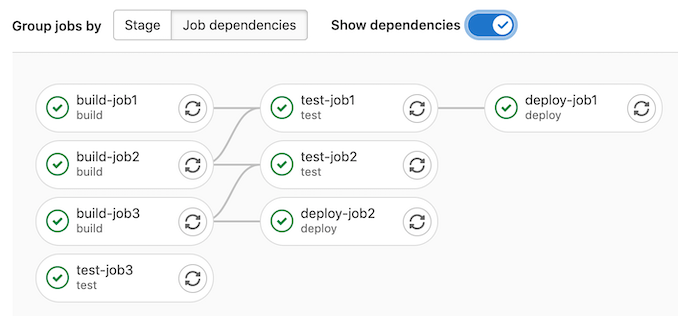 Group jobs by Stage Job dependencies Show dependencies
build-job1 test-job1 deploy-job1
build test deploy
build-job2 test-job2
build test
build-job3 deploy-job2
build deploy
test-job3
test